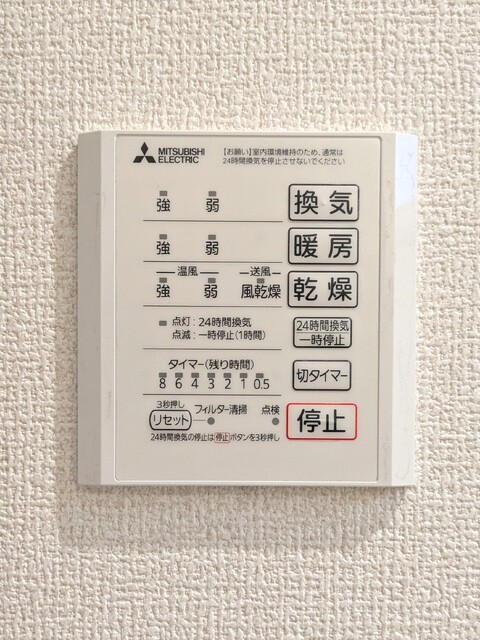 MITSUBISHI
ELECTRIC
【お願い】室内環境維持のため、通常は
24時間換気を停止させないでください
強 弱 換気
強 弱 暖房
温風 送風
強 弱 風乾燥 乾燥
点灯:24時間換気
点滅:一時停止(1時間)
24時間換気
一時停止
タイマー(残り時間)
8 6 4 3 2 1 0.5
切タイマー
3秒押し
リセット フィルター清掃 点検
停止
24時間換気の停止は停止ボタンを3秒押し